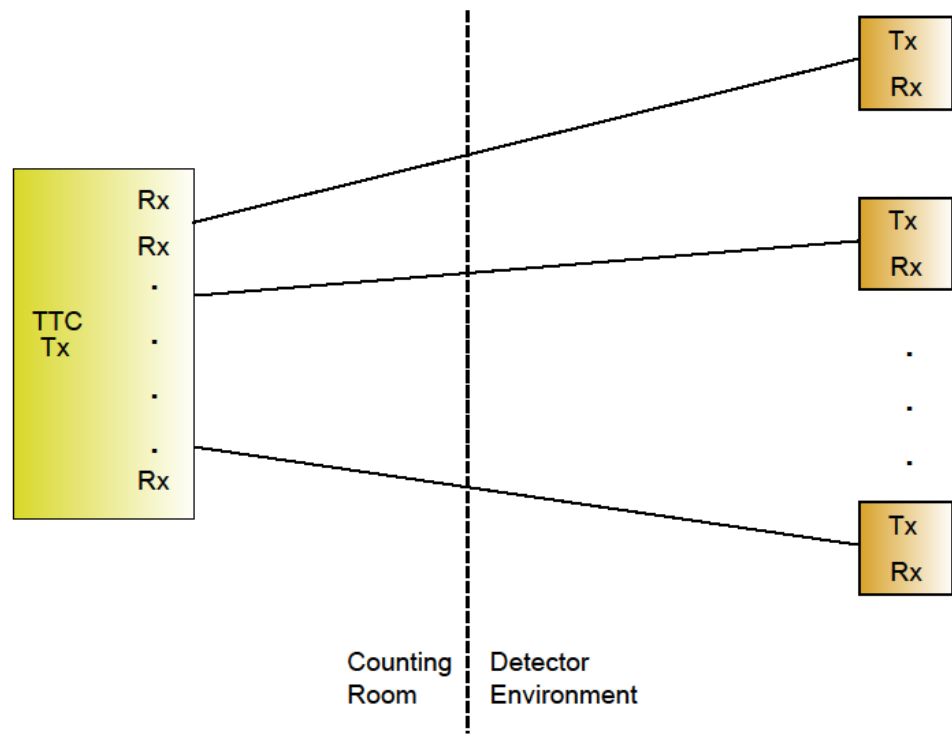 Tx
Rx
Rx
Rx
.
.
.
.
Rx
TTC
Tx
Tx
Rx
.
.
.
Tx
Rx
Counting
Room
Detector
Environment